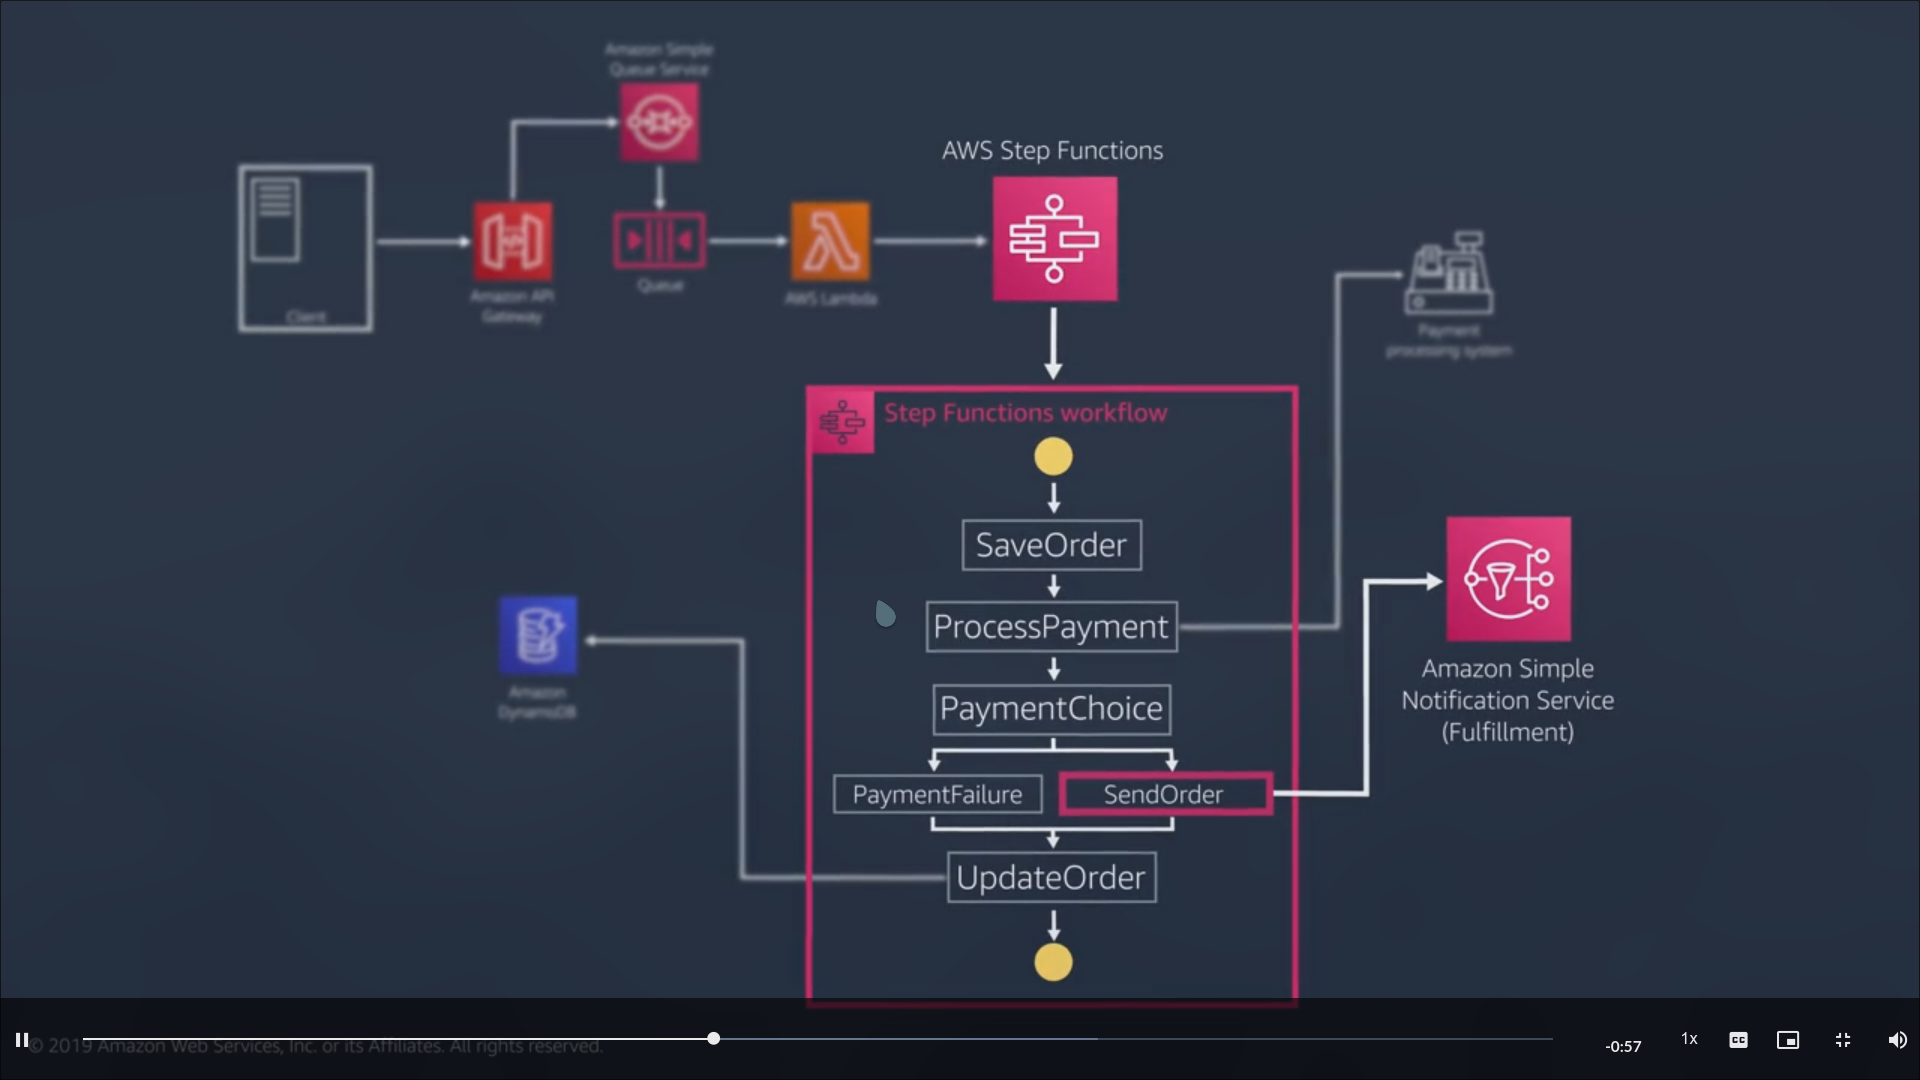 Amazon Simple
Queue Service
AWS Step Functions
Client
Amazon API
Gateway
Queue
AWS Lambda
Payment
processing system
Step Functions workflow
SaveOrder
ProcessPayment
PaymentChoice
PaymentFailure
SendOrder
UpdateOrder
Amazon
DynamoDB
Amazon Simple
Notification Service
(Fulfillment)
© 2019 Amazon Web Services, Inc. or its Affiliates. All rights reserved.
-0:57
1x
CC